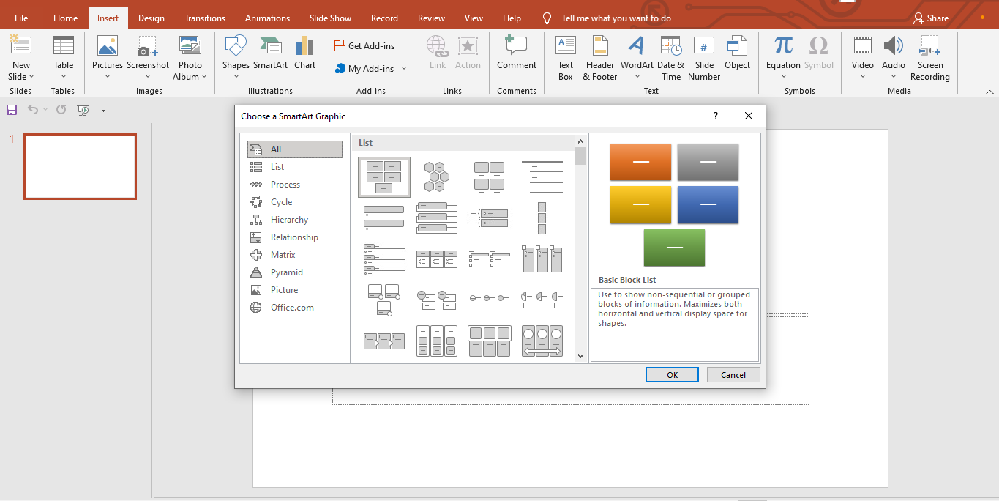 File Home Insert Design Transitions Animations Slide Show Record Review View Help Tell me what you want to do Share
New Slide
Slides
Table
Tables
Pictures
Screenshot
Photo Album
Images
Shapes
SmartArt
Chart
Illustrations
Get Add-ins
My Add-ins
Add-ins
Link
Action
Links
Comment
Comments
Text Box
Header & Footer
WordArt
Date & Time
Slide Number
Object
Text
Equation
Symbol
Symbols
Video
Audio
Screen Recording
Media
1
Choose a SmartArt Graphic
?
All
List
Process
Cycle
Hierarchy
Relationship
Matrix
Pyramid
Picture
Office.com
List
Basic Block List
Use to show non-sequential or grouped
blocks of information. Maximizes both
horizontal and vertical display space for
shapes.
OK
Cancel